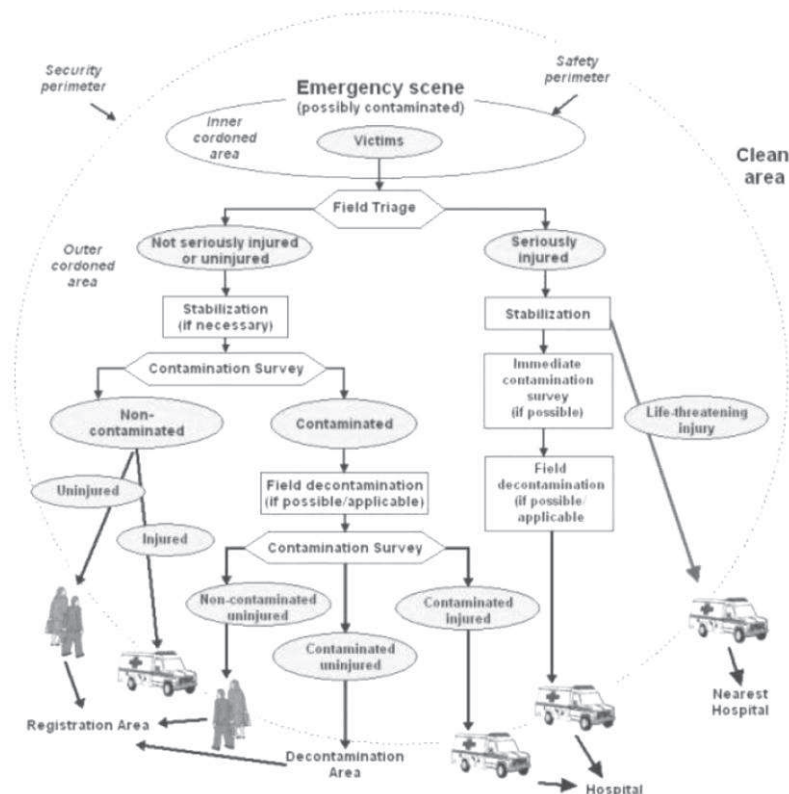 Security
perimeter
Safety
perimeter
Emergency scene
(possibly contaminated)
Inner
cordoned
area
Victims
Clean
area
Field Triage
Outer
cordoned
area
Not seriously injured
or uninjured
Seriously
injured
Stabilization
(if necessary)
Stabilization
Contamination Survey
Immediate
contamination
survey
(if possible)
Non-
contaminated
Contaminated
Life-threatening
injury
Uninjured
Field decontamination
(if possible/applicable)
Field
decontamination
(if possible/
applicable
Injured
Contamination Survey
Non-contaminated
uninjured
Contaminated
injured
Contaminated
uninjured
Nearest
Hospital
Registration Area
Decontamination
Area
Hospital